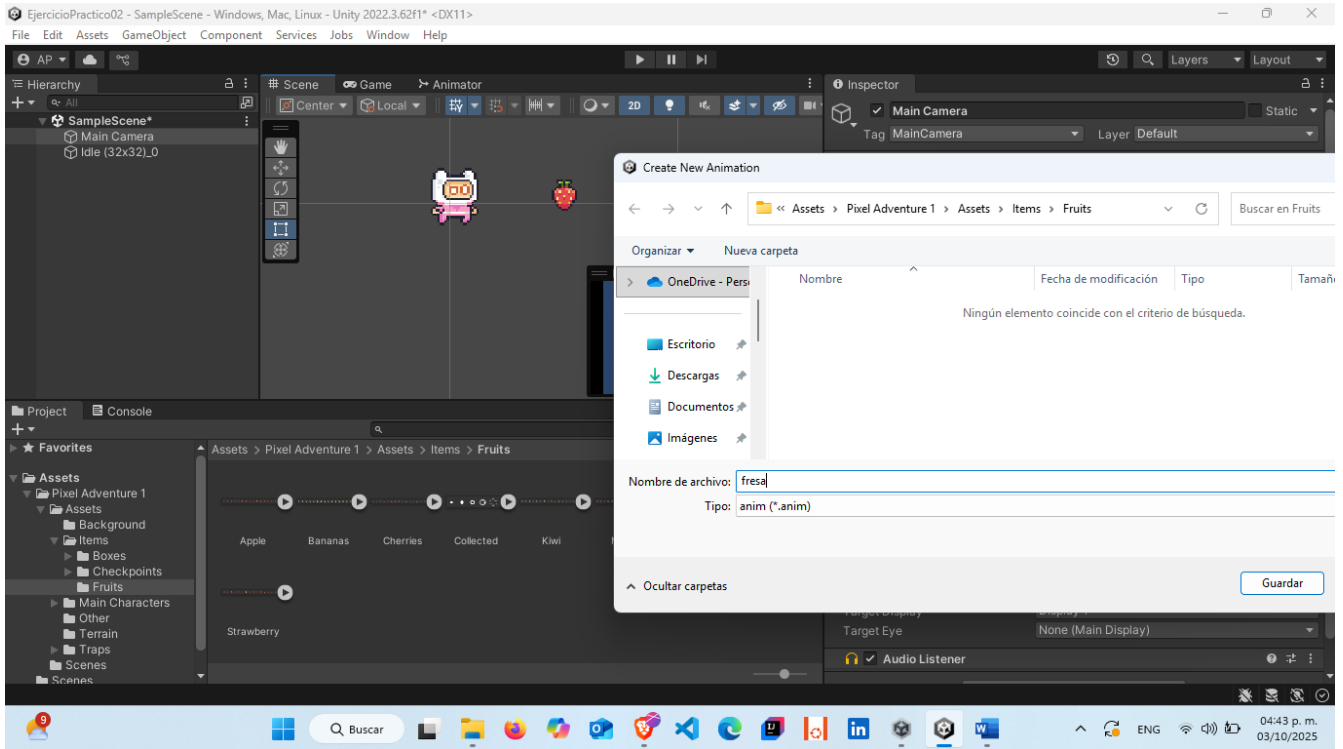 EjercicioPractico02 - SampleScene - Windows, Mac, Linux - Unity 2022.3.62f1* <DX11>
File Edit Assets GameObject Component Services Jobs Window Help
AP
Layers Layout
Hierarchy
All
SampleScene*
Main Camera
Idle (32x32)_0
Scene Game Animator
Center Local 2D
Inspector
Main Camera Static
Tag MainCamera Layer Default
Create New Animation
« Assets > Pixel Adventure 1 > Assets > Items > Fruits
Buscar en Fruits
Organizar Nueva carpeta
OneDrive - Pers
Escritorio
Descargas
Documentos
Imágenes
Nombre Fecha de modificación Tipo Tamañ
Ningún elemento coincide con el criterio de búsqueda.
Nombre de archivo: fresa
Tipo: anim (*.anim)
Ocultar carpetas
Guardar
Target Eye None (Main Display)
Audio Listener
Project Console
Favorites
Assets
Pixel Adventure 1
Assets
Background
Items
Boxes
Checkpoints
Fruits
Main Characters
Other
Terrain
Traps
Scenes
Scenes
Assets > Pixel Adventure 1 > Assets > Items > Fruits
Apple Bananas Cherries Collected Kiwi
Strawberry
9
Buscar
ENG
04:43 p. m.
03/10/2025